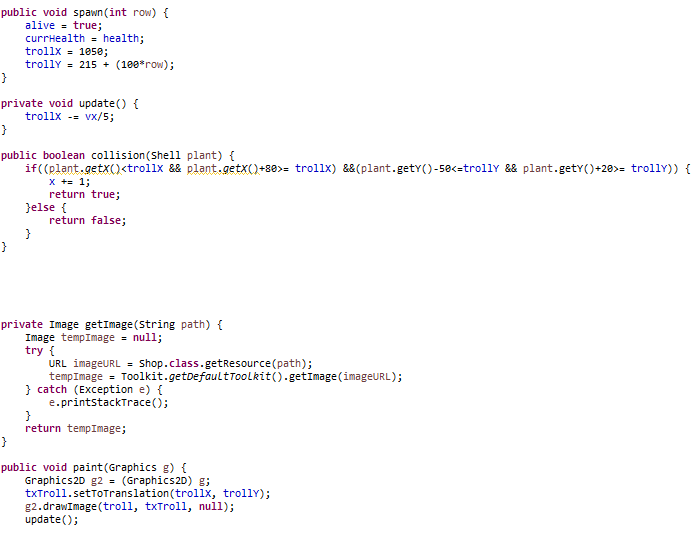 public void spawn(int row) {
    alive = true;
    currHealth = health;
    trollX = 1050;
    trollY = 215 + (100*row);
}
private void update() {
    trollX -= vx/5;
}
public boolean collision(Shell plant) {
    if((plant.getX()<trollX && plant.getX()+80>= trollX) &&(plant.getY()-50<=trollY && plant.getY()+20>= trollY)) {
        x += 1;
        return true;
    }else {
        return false;
    }
}
private Image getImage(String path) {
    Image tempImage = null;
    try {
        URL imageURL = Shop.class.getResource(path);
        tempImage = Toolkit.getDefaultToolkit().getImage(imageURL);
    } catch (Exception e) {
        e.printStackTrace();
    }
    return tempImage;
}
public void paint(Graphics g) {
    Graphics2D g2 = (Graphics2D) g;
    txTroll.setToTranslation(trollX, trollY);
    g2.drawImage(troll, txTroll, null);
    update();